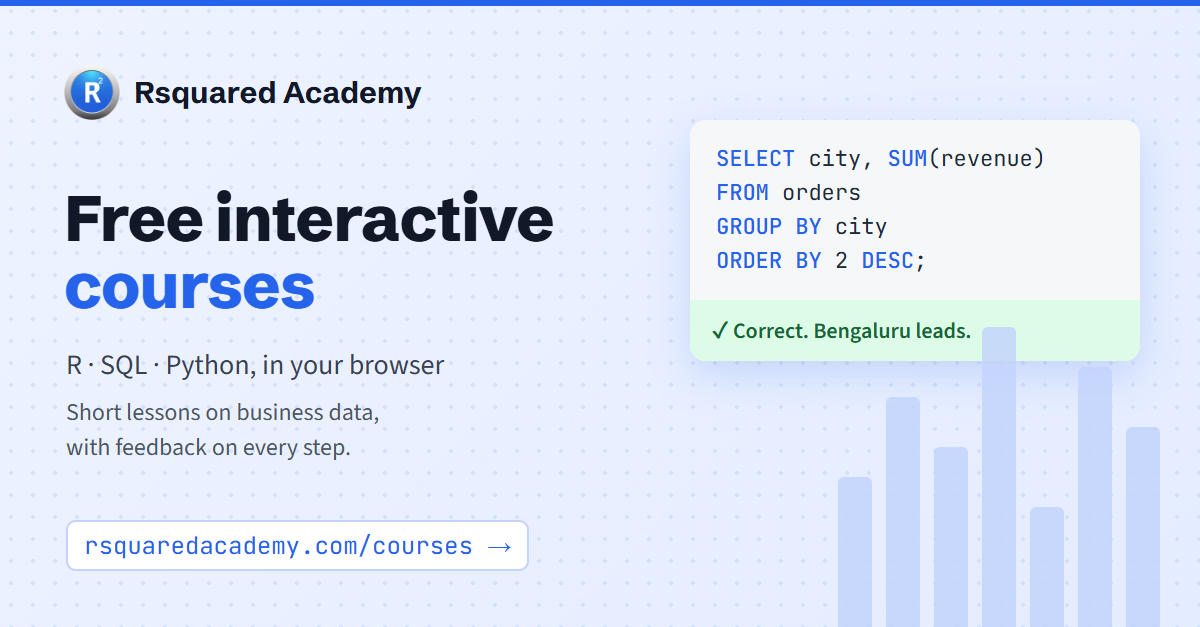 R2
Rsquared Academy
Free interactive
courses
R · SQL · Python, in your browser
Short lessons on business data,
with feedback on every step.
rsquaredacademy.com/courses →
SELECT city, SUM(revenue)
FROM orders
GROUP BY city
ORDER BY 2 DESC;
✓ Correct. Bengaluru leads.